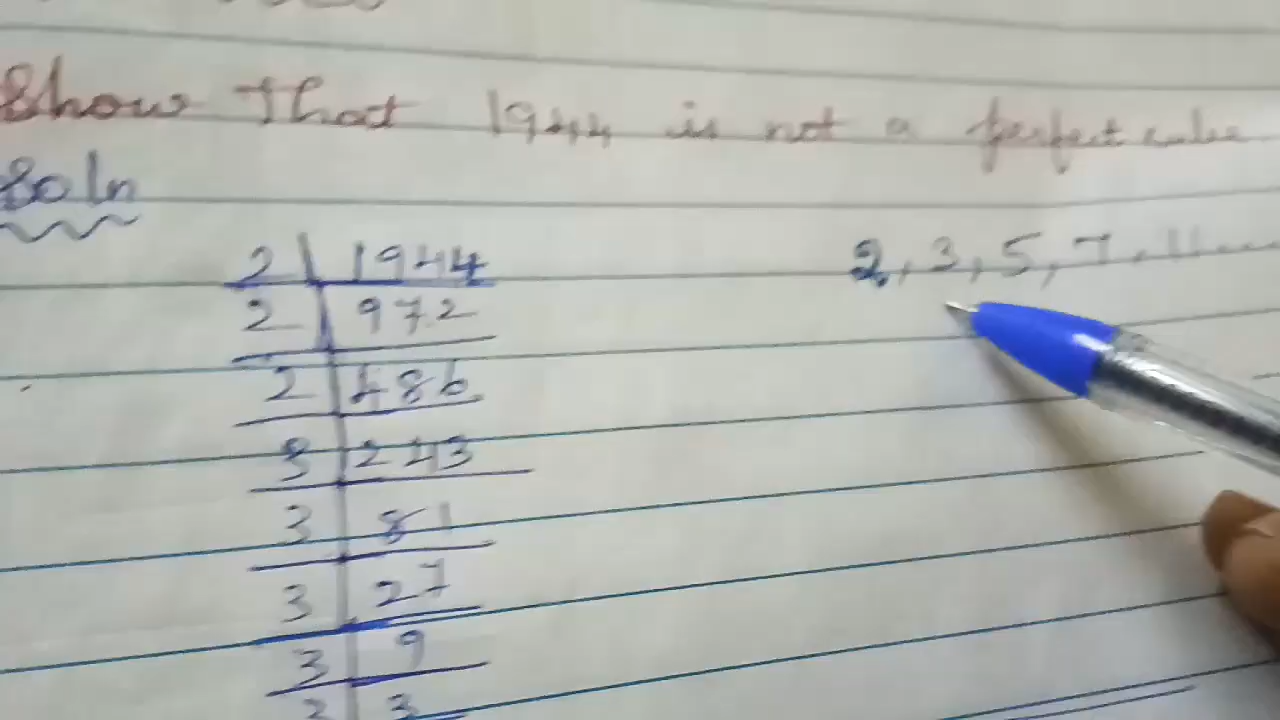 Show That 1944 is not a perfect cube
Soln
2 | 1944
2, 3, 5, 7, 11.....
2 | 972
2 | 486
3 | 243
3 | 81
3 | 27
3 | 9
3 | 3